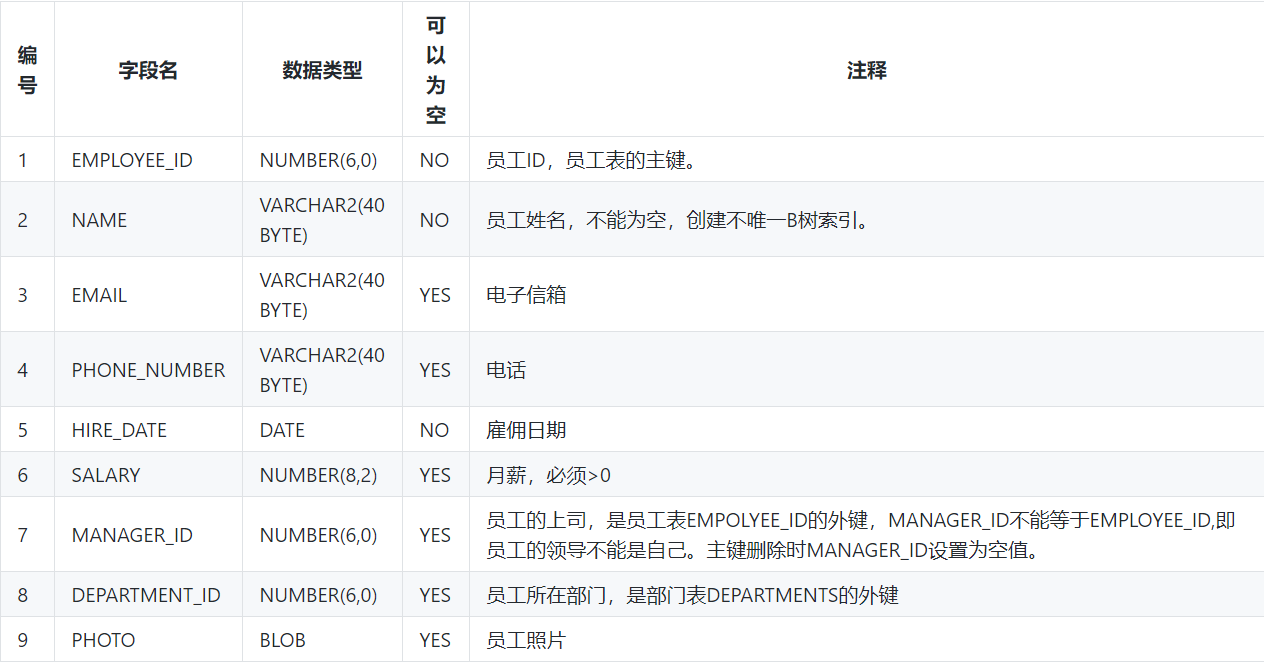 编号 字段名 数据类型 可以为空 注释
1 EMPLOYEE_ID NUMBER(6,0) NO 员工ID，员工表的主键。
2 NAME VARCHAR2(40 BYTE) NO 员工姓名，不能为空，创建不唯一B树索引。
3 EMAIL VARCHAR2(40 BYTE) YES 电子信箱
4 PHONE_NUMBER VARCHAR2(40 BYTE) YES 电话
5 HIRE_DATE DATE NO 雇佣日期
6 SALARY NUMBER(8,2) YES 月薪，必须>0
7 MANAGER_ID NUMBER(6,0) YES 员工的上司，是员工表EMPOLYEE_ID的外键，MANAGER_ID不能等于EMPLOYEE_ID,即
员工的领导不能是自己。主键删除时MANAGER_ID设置为空值。
8 DEPARTMENT_ID NUMBER(6,0) YES 员工所在部门，是部门表DEPARTMENTS的外键
9 PHOTO BLOB YES 员工照片